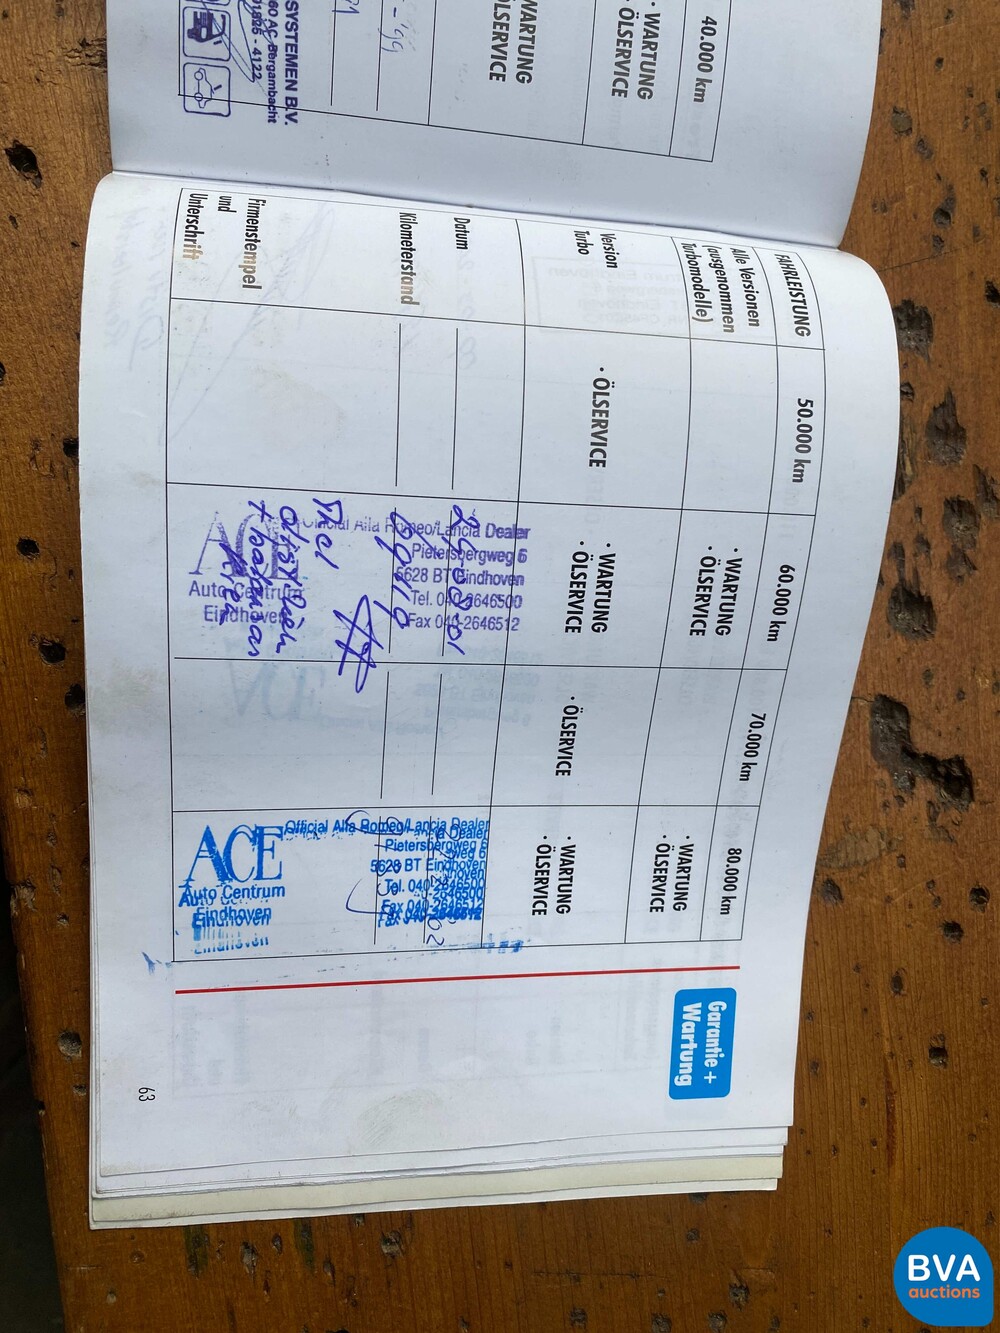 40.000 km
· WARTUNG
· ÖLSERVICE
WARTUNG
ÖLSERVICE
SYSTEMEN B.V.
60 AC Bergambacht
- 4122
FAHRLEISTUNG
50.000 km
60.000 km
70.000 km
80.000 km
Alle Versionen
(ausgenommen
Turbomodelle)
· WARTUNG
· ÖLSERVICE
· WARTUNG
· ÖLSERVICE
Version
Turbo
· ÖLSERVICE
· WARTUNG
· ÖLSERVICE
· ÖLSERVICE
· WARTUNG
· ÖLSERVICE
Datum
Kilometerstand
Firmenstempel
und
Unterschrift
Official Alfa Romeo/Lancia Dealer
Pietersbergweg 6
5628 BT Eindhoven
Tel. 040-2646500
Fax 040-2646512
ACE
Auto Centrum
Eindhoven
Official Alfa Romeo/Lancia Dealer
Pietersbergweg 6
5628 BT Eindhoven
Tel. 040-2646500
Fax 040-2646512
ACE
Auto Centrum
Eindhoven
Garantie +
Wartung
63
BVA
auctions